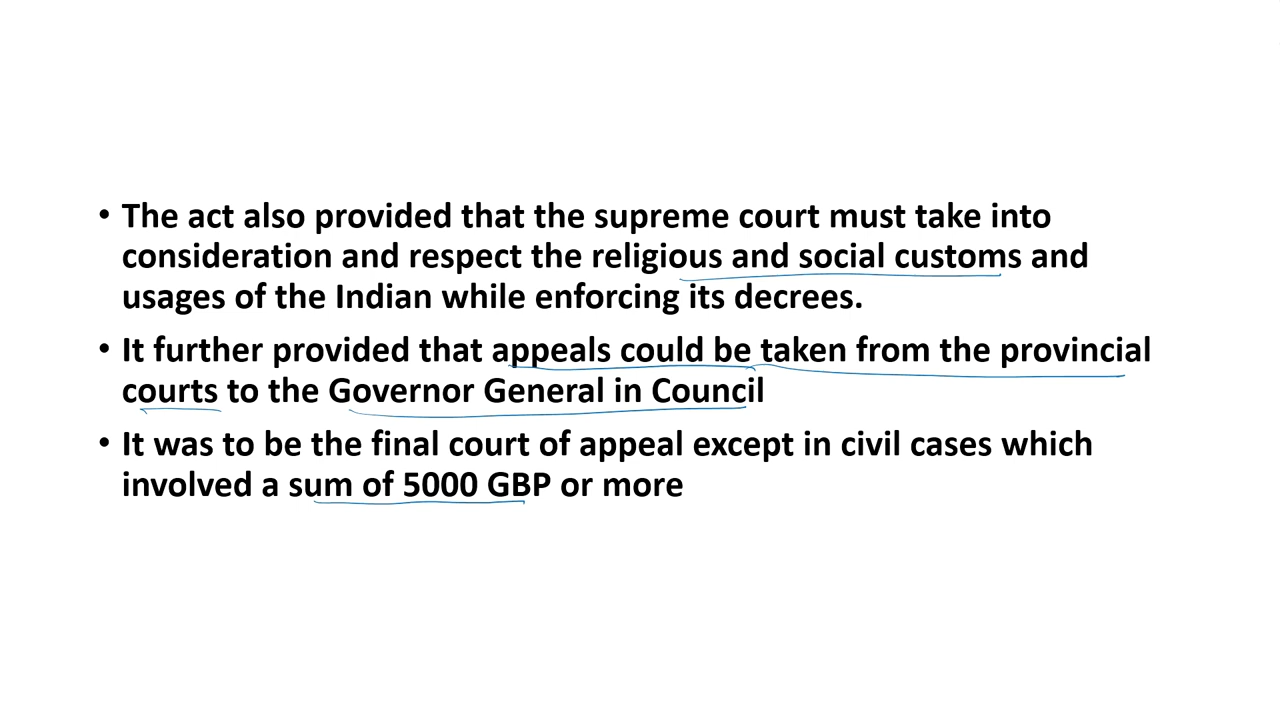 • The act also provided that the supreme court must take into
consideration and respect the religious and social customs and
usages of the Indian while enforcing its decrees.
• It further provided that appeals could be taken from the provincial
courts to the Governor General in Council
• It was to be the final court of appeal except in civil cases which
involved a sum of 5000 GBP or more